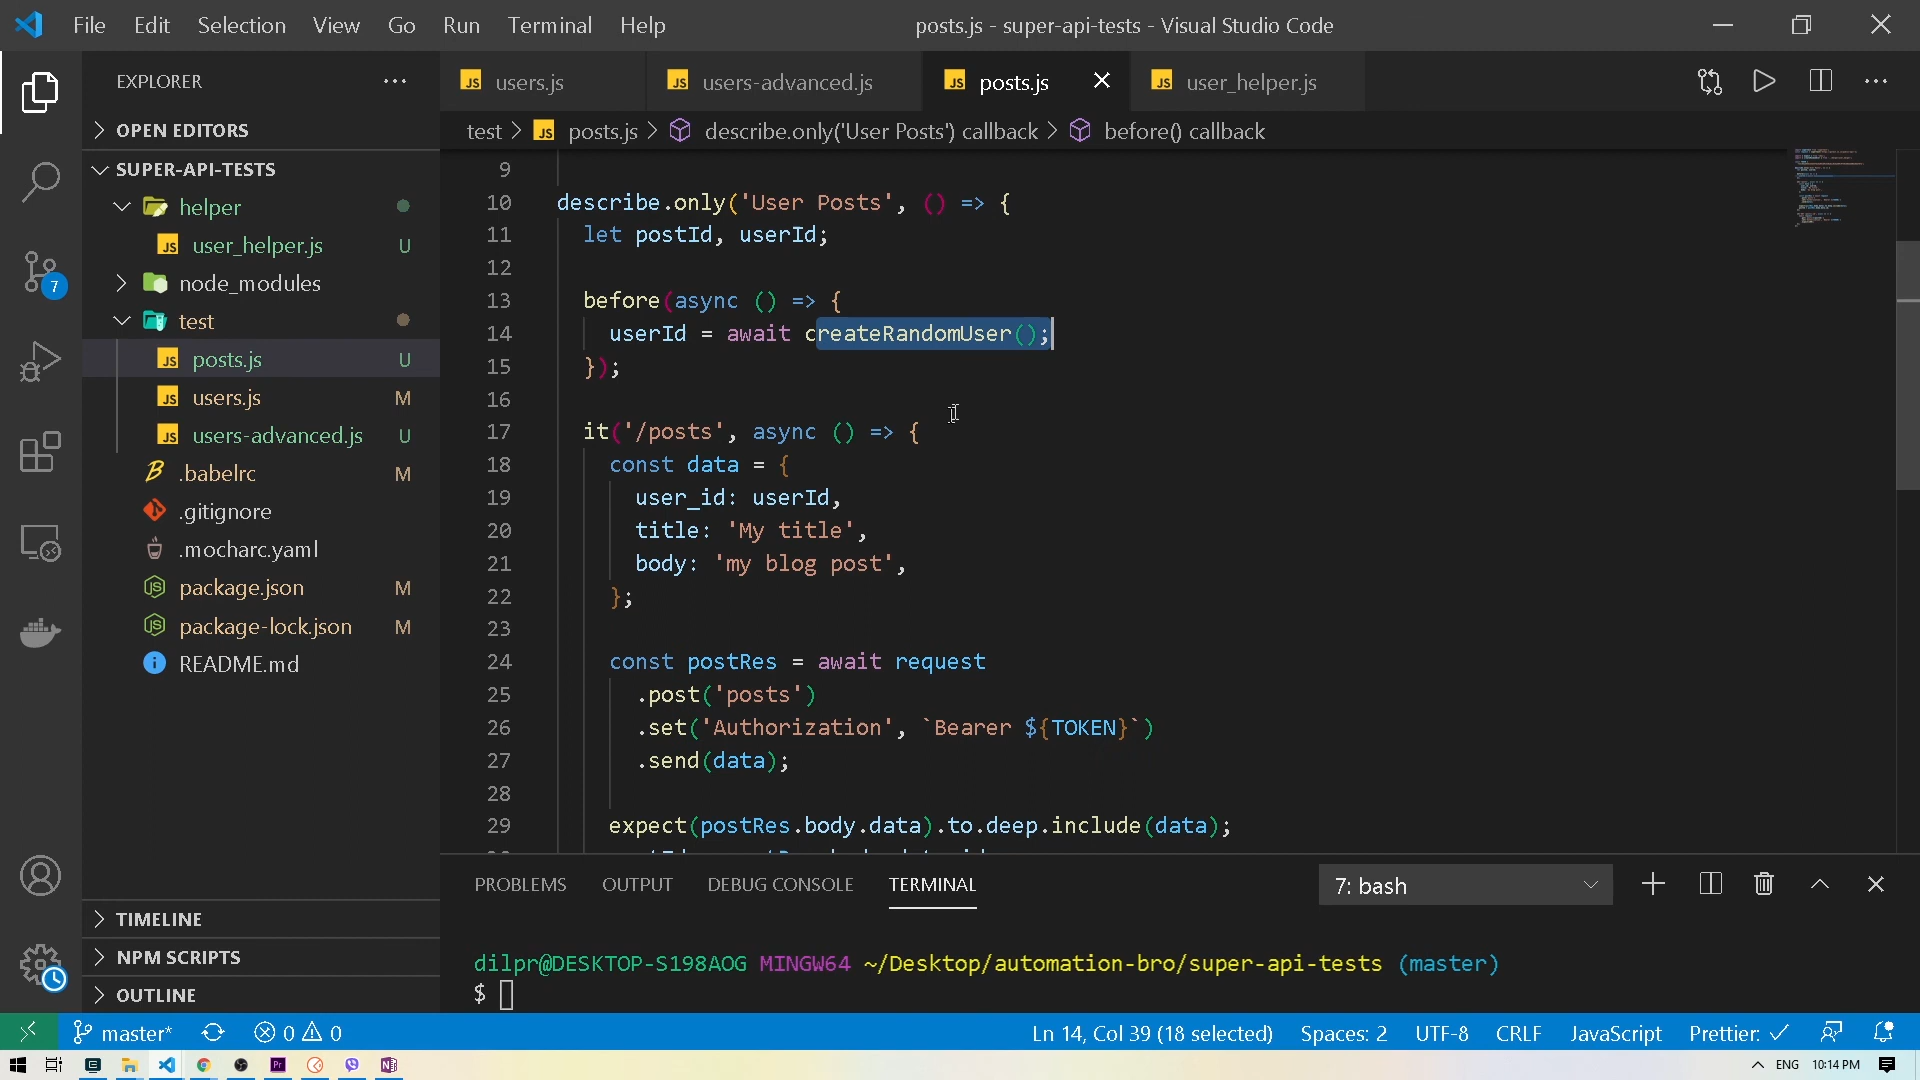 File Edit Selection View Go Run Terminal Help
posts.js - super-api-tests - Visual Studio Code
EXPLORER
OPEN EDITORS
SUPER-API-TESTS
helper
user_helper.js U
node_modules
test
posts.js U
users.js M
users-advanced.js U
.babelrc M
.gitignore
.mocharc.yaml
package.json M
package-lock.json M
README.md
TIMELINE
NPM SCRIPTS
OUTLINE
7
JS users.js
JS users-advanced.js
JS posts.js
JS user_helper.js
test > JS posts.js > describe.only('User Posts') callback > before() callback
9
10 describe.only('User Posts', () => {
11 let postId, userId;
12
13 before(async () => {
14 userId = await createRandomUser();
15 });
16
17 it('/posts', async () => {
18 const data = {
19 user_id: userId,
20 title: 'My title',
21 body: 'my blog post',
22 };
23
24 const postRes = await request
25 .post('posts')
26 .set('Authorization', `Bearer ${TOKEN}`)
27 .send(data);
28
29 expect(postRes.body.data).to.deep.include(data);
PROBLEMS OUTPUT DEBUG CONSOLE TERMINAL
7: bash
dilpr@DESKTOP-S198AOG MINGW64 ~/Desktop/automation-bro/super-api-tests (master)
$
master* 0 0
Ln 14, Col 39 (18 selected) Spaces: 2 UTF-8 CRLF JavaScript Prettier: ✓
ENG 10:14 PM